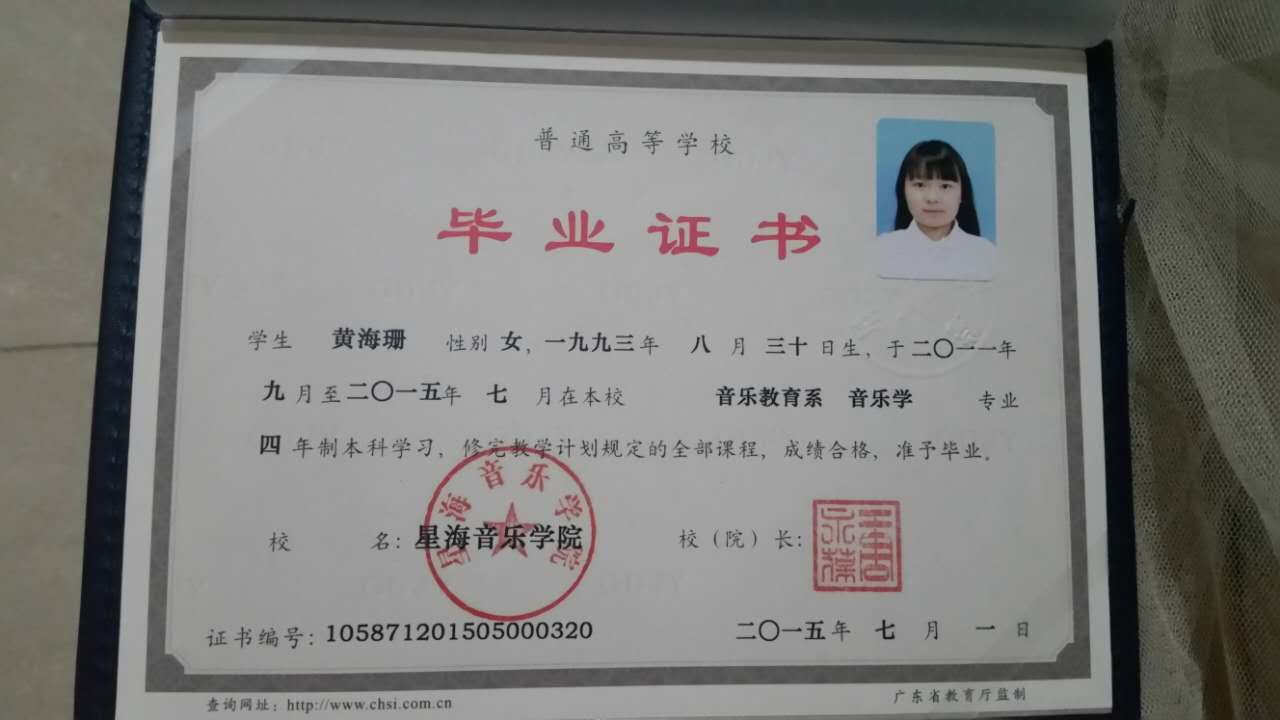 普通高等学校
毕业证书
学生 黄海珊 性别 女，一九九三年 八 月 三十 日生，于二〇一一年
九 月至二〇一五年 七 月在本校 音乐教育系 音乐学 专业
四 年制本科学习，修完教学计划规定的全部课程，成绩合格，准予毕业。
星海音乐学院
校 名：星海音乐学院 校（院）长：
证书编号：105871201505000320 二〇一五年 七 月 一 日
查询网址：http://www.chsi.com.cn 广东省教育厅监制